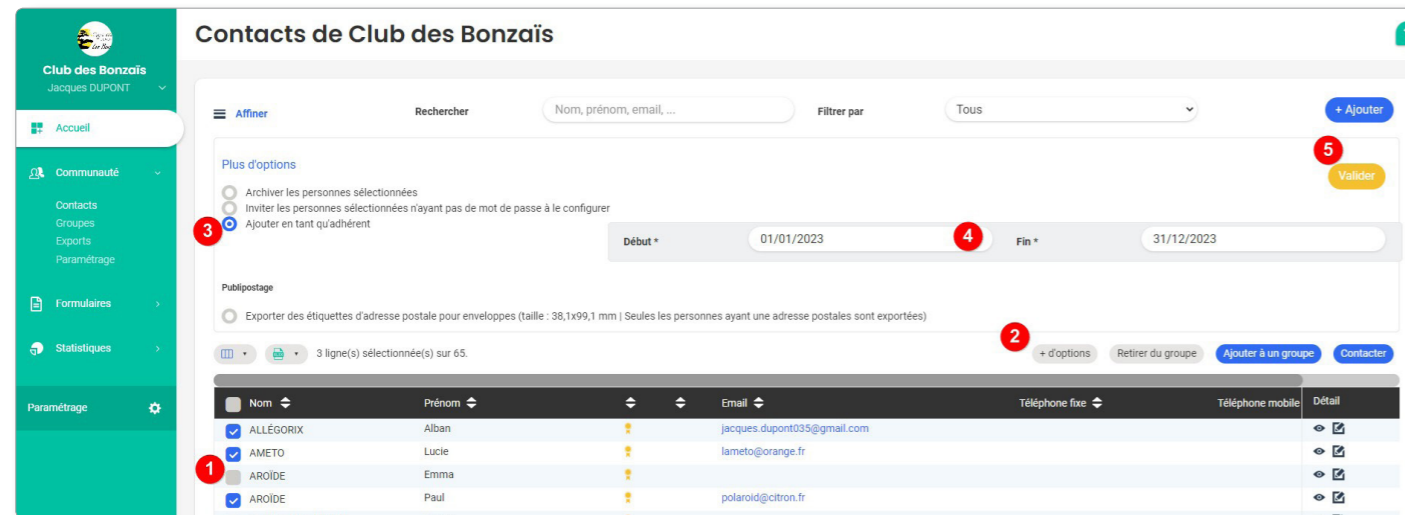 Contacts de Club des Bonzaïs
Club des Bonzaïs
Jacques DUPONT
Accueil
Communauté
Contacts
Groupes
Exports
Paramétrage
Formulaires
Statistiques
Paramétrage
Affiner
Rechercher
Nom, prénom, email, ...
Filtrer par
Tous
+ Ajouter
5
Plus d'options
Valider
Archiver les personnes sélectionnées
Inviter les personnes sélectionnées n'ayant pas de mot de passe à le configurer
3
Ajouter en tant qu'adhérent
Début *
01/01/2023
4
Fin *
31/12/2023
Publipostage
Exporter des étiquettes d'adresse postale pour enveloppes (taille : 38,1x99,1 mm | Seules les personnes ayant une adresse postales sont exportées)
2
3 ligne(s) sélectionnée(s) sur 65.
+ d'options
Retirer du groupe
Ajouter à un groupe
Contacter
Nom Prénom Email Téléphone fixe Téléphone mobile Détail
ALLÉGORIX Alban jacques.dupont035@gmail.com
AMETO Lucie lameto@orange.fr
1
AROÏDE Emma
AROÏDE Paul polaroid@citron.fr